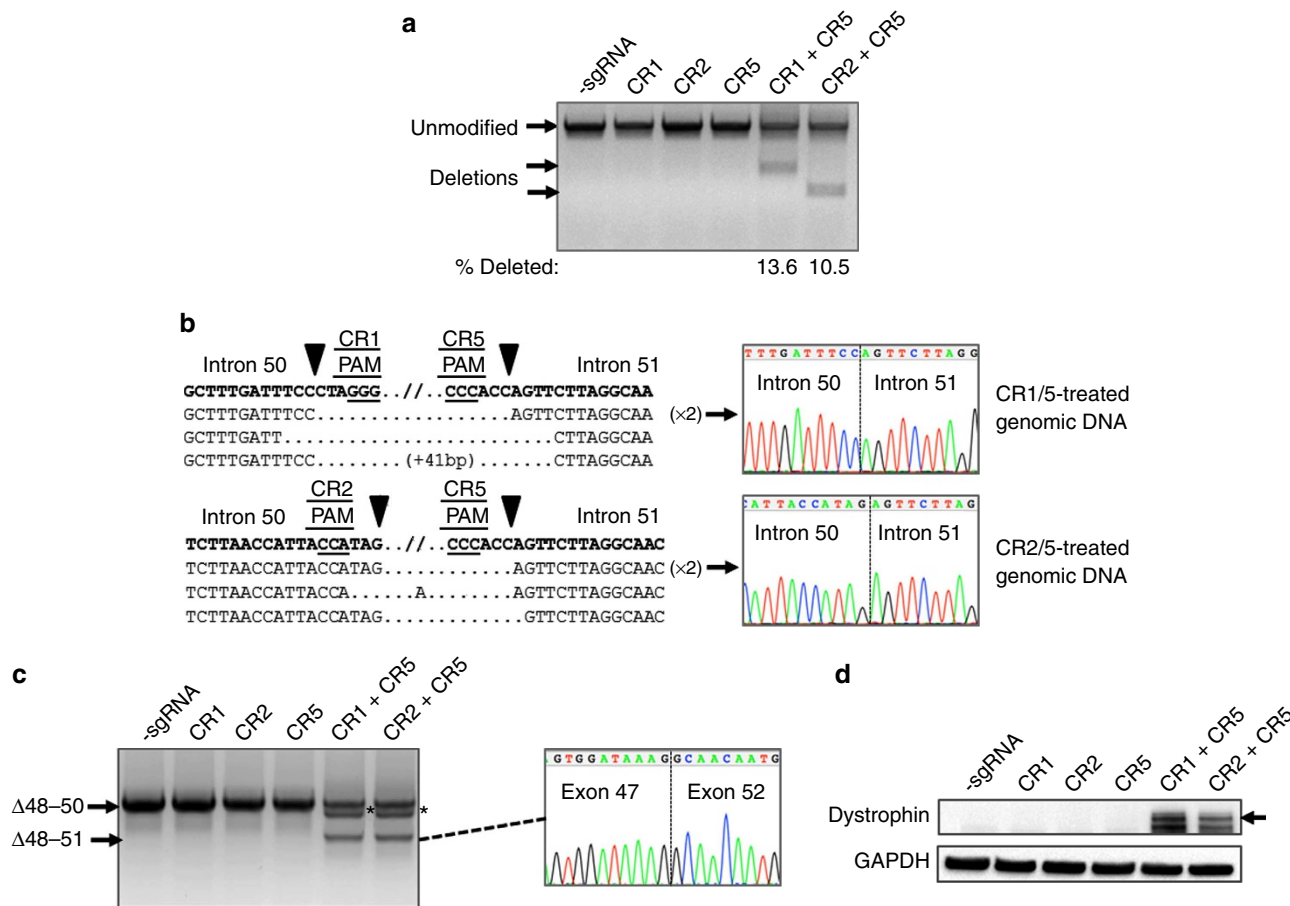 a
-sgRNA CR1 CR2 CR5 CR1 + CR5 CR2 + CR5
Unmodified
Deletions
% Deleted: 13.6 10.5
b
CR1 CR5
Intron 50 PAM PAM Intron 51
GCTTTGATTTCCCTAGGG..//..CCCACCAGTTCTTAGGCAA
GCTTTGATTTCC..................AGTTCTTAGGCAA (×2)
GCTTTGATT.........................CTTAGGCAA
GCTTTGATTTCC.........(+41bp).......CTTAGGCAA
TTTGATTTCCAGTTCTTAGG
Intron 50 Intron 51
CR1/5-treated
genomic DNA
CR2 CR5
Intron 50 PAM PAM Intron 51
TCTTAACCATTACCATAG..//..CCCACCAGTTCTTAGGCAAC
TCTTAACCATTACCATAG............AGTTCTTAGGCAAC (×2)
TCTTAACCATTACCA......A........AGTTCTTAGGCAAC
TCTTAACCATTACCATAG.............GTTCTTAGGCAAC
CATTACCATAGAGTTCTTAG
Intron 50 Intron 51
CR2/5-treated
genomic DNA
c
-sgRNA CR1 CR2 CR5 CR1 + CR5 CR2 + CR5
Δ48–50 * *
Δ48–51
GTGGATAAAGGCAACAATG
Exon 47 Exon 52
d
-sgRNA CR1 CR2 CR5 CR1 + CR5 CR2 + CR5
Dystrophin
GAPDH